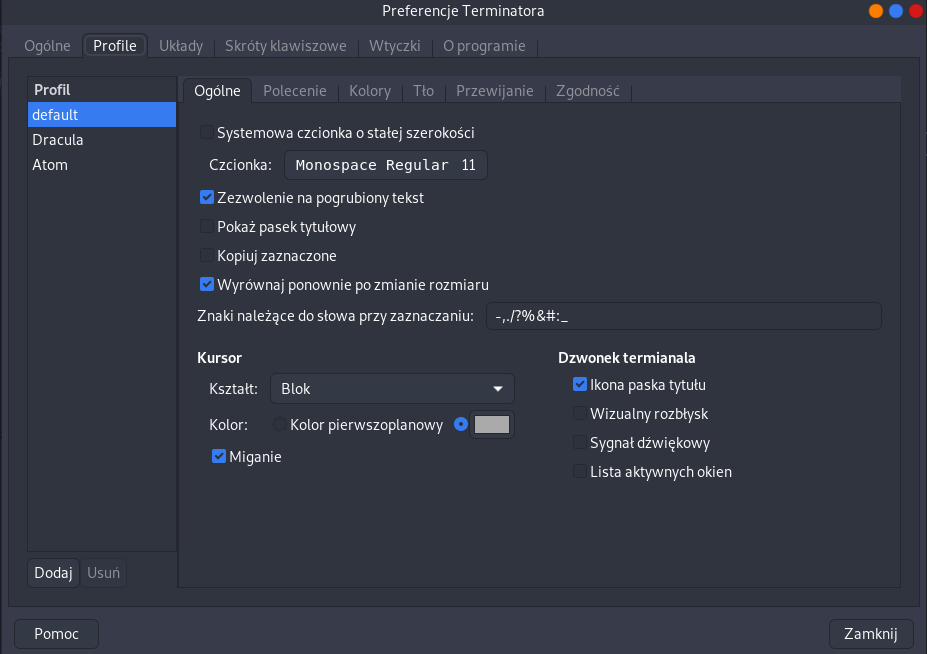 Preferencje Terminatora
Ogólne Profile Układy Skróty klawiszowe Wtyczki O programie
Profil
default
Dracula
Atom
Dodaj Usuń
Ogólne Polecenie Kolory Tło Przewijanie Zgodność
Systemowa czcionka o stałej szerokości
Czcionka: Monospace Regular 11
Zezwolenie na pogrubiony tekst
Pokaż pasek tytułowy
Kopiuj zaznaczone
Wyrównaj ponownie po zmianie rozmiaru
Znaki należące do słowa przy zaznaczaniu: -,./?%&#:_
Kursor
Kształt: Blok
Kolor: Kolor pierwszoplanowy
Miganie
Dzwonek termianala
Ikona paska tytułu
Wizualny rozbłysk
Sygnał dźwiękowy
Lista aktywnych okien
Pomoc Zamknij